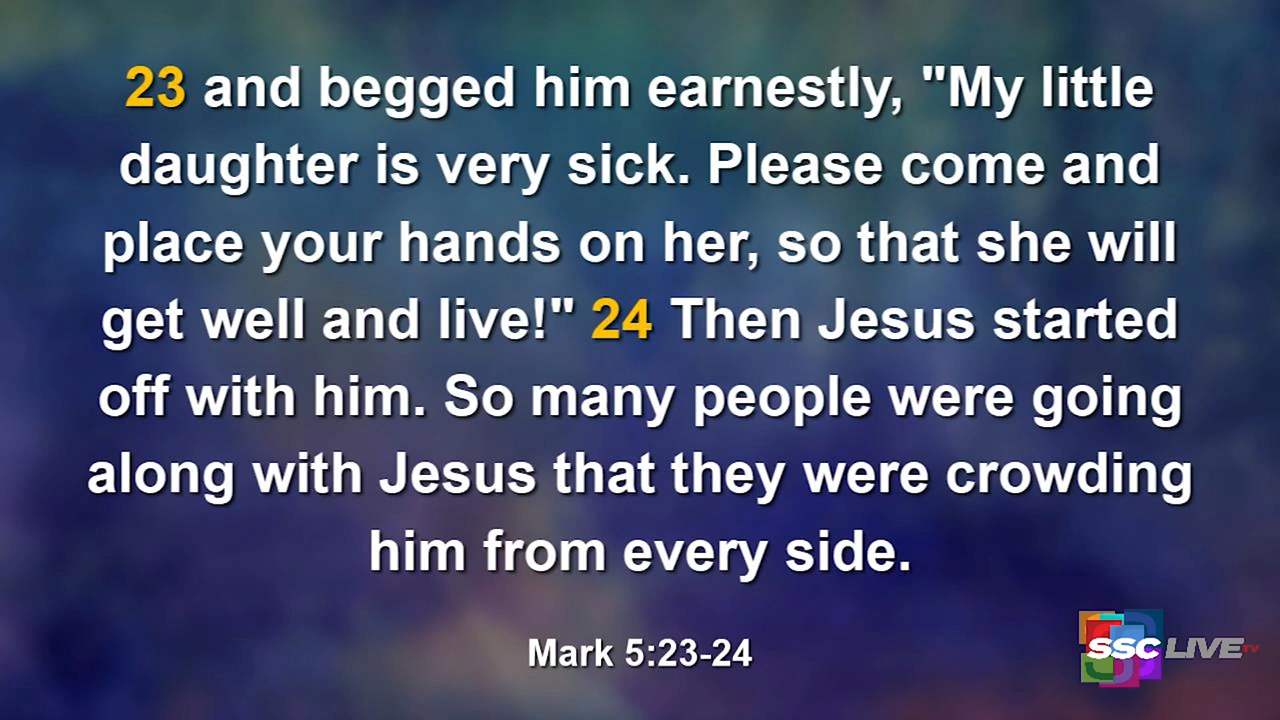 23 and begged him earnestly, "My little
daughter is very sick. Please come and
place your hands on her, so that she will
get well and live!" 24 Then Jesus started
off with him. So many people were going
along with Jesus that they were crowding
him from every side.
Mark 5:23-24
SSC LIVE TV